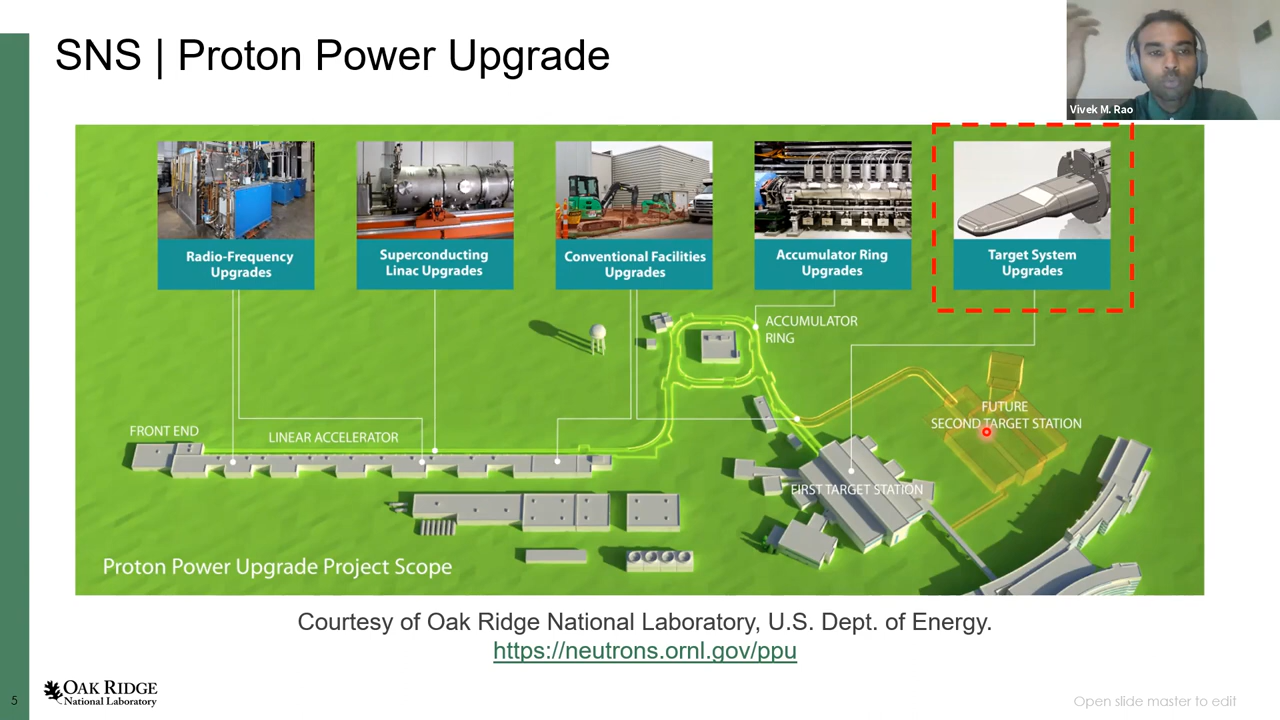 SNS | Proton Power Upgrade
Vivek M. Rao
Radio-Frequency
Upgrades
Superconducting
Linac Upgrades
Conventional Facilities
Upgrades
Accumulator Ring
Upgrades
Target System
Upgrades
ACCUMULATOR
RING
FUTURE
SECOND TARGET STATION
FRONT END
LINEAR ACCELERATOR
FIRST TARGET STATION
Proton Power Upgrade Project Scope
Courtesy of Oak Ridge National Laboratory, U.S. Dept. of Energy.
https://neutrons.ornl.gov/ppu
5
OAK RIDGE
National Laboratory
Open slide master to edit